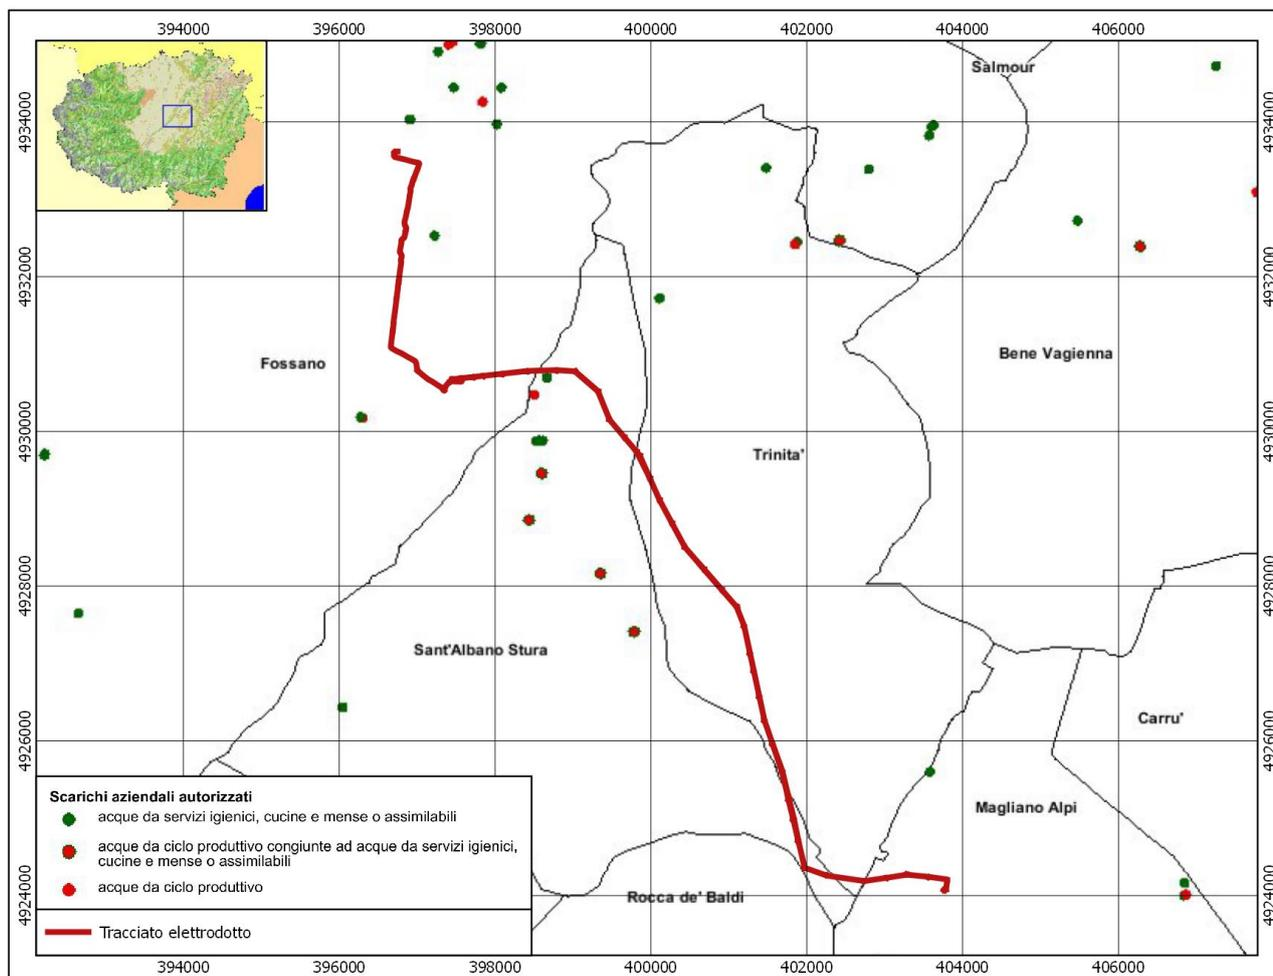 394000 396000 398000 400000 402000 404000 406000
4934000 4934000
Salmour
4932000 4932000
Fossano
Bene Vagienna
4930000 4930000
Trinita'
4928000 4928000
Sant'Albano Stura
Carru'
4926000 4926000
Magliano Alpi
Rocca de' Baldi
4924000 4924000
Scarichi aziendali autorizzati
acque da servizi igienici, cucine e mense o assimilabili
acque da ciclo produttivo congiunte ad acque da servizi igienici,
cucine e mense o assimilabili
acque da ciclo produttivo
Tracciato elettrodotto
394000 396000 398000 400000 402000 404000 406000